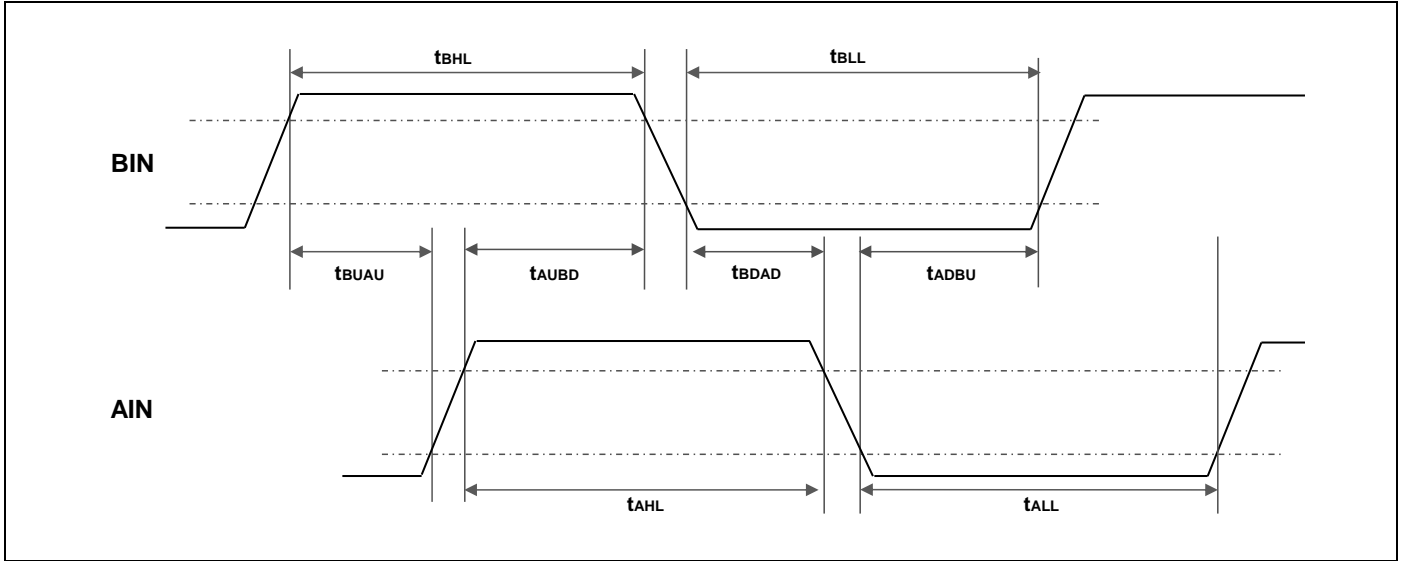 tBHL tBLL
BIN
tBUAU tAUBD tBDAD tADBU
AIN
tAHL tALL